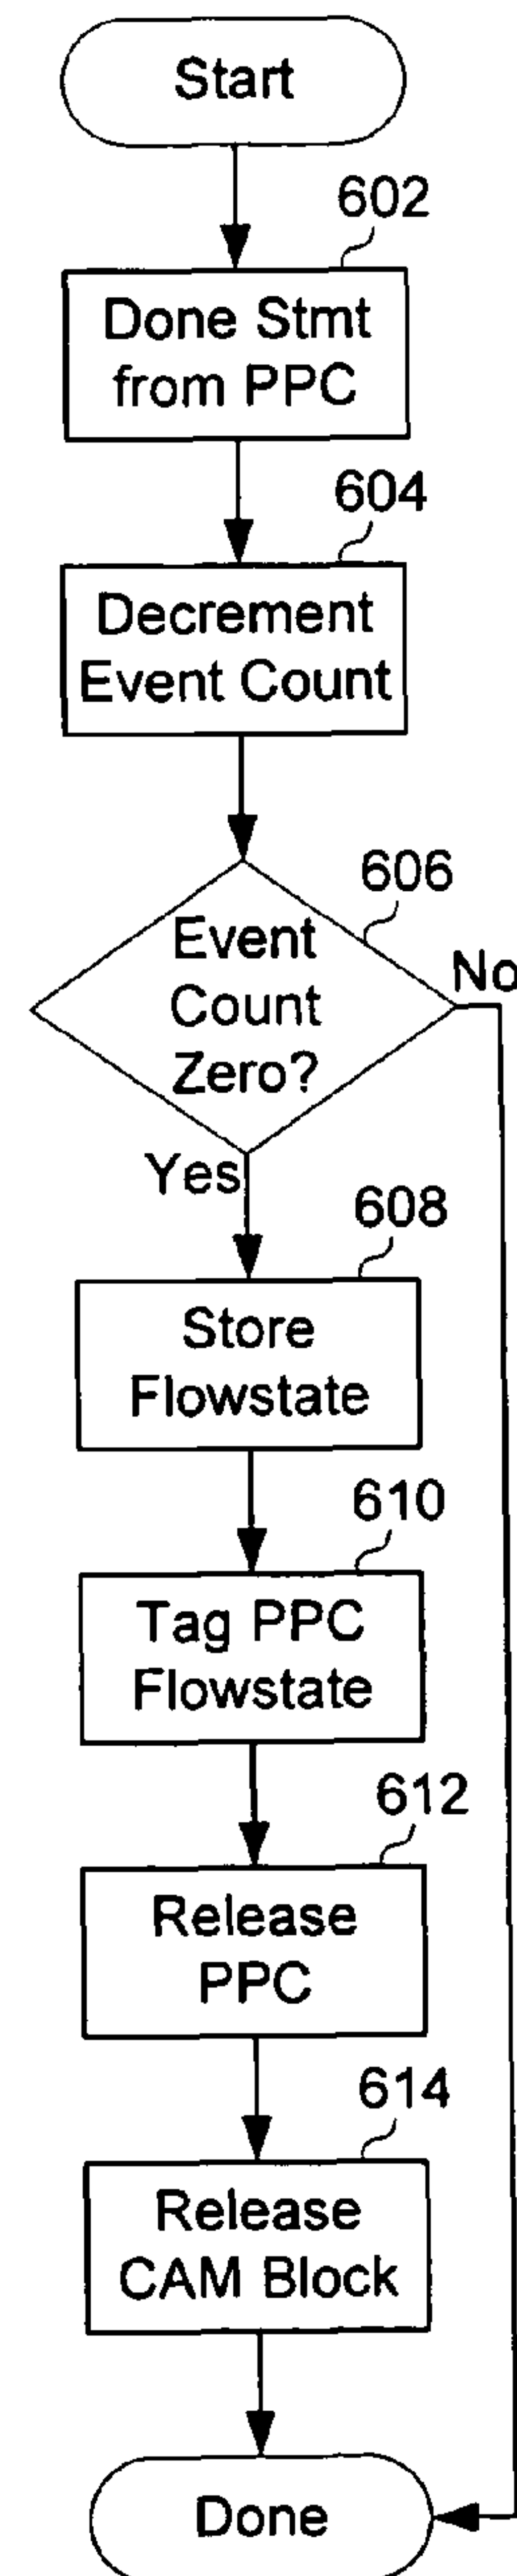 Start
602
Done Stmt
from PPC
604
Decrement
Event Count
606
Event
Count
Zero?
No
Yes
608
Store
Flowstate
610
Tag PPC
Flowstate
612
Release
PPC
614
Release
CAM Block
Done